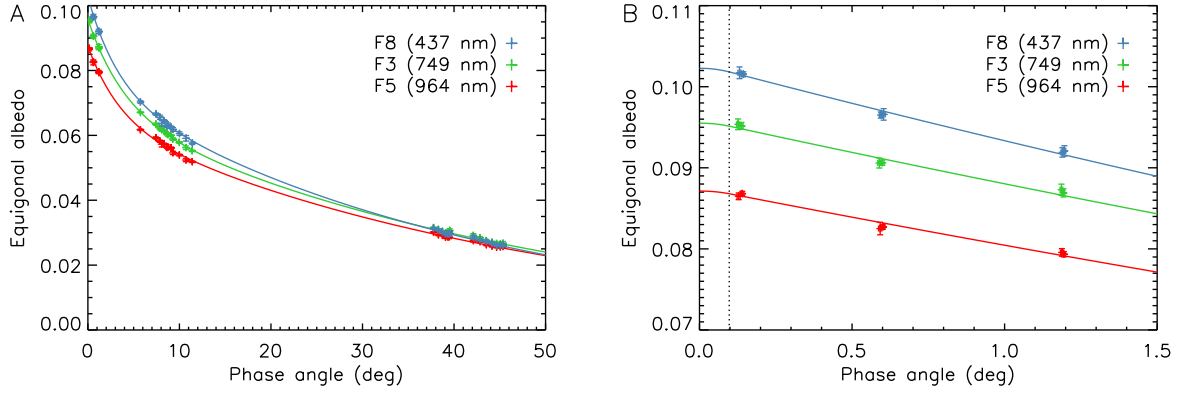 A
0.10
0.08
0.06
0.04
0.02
0.00
Equigonal albedo
F8 (437 nm)
F3 (749 nm)
F5 (964 nm)
0 10 20 30 40 50
Phase angle (deg)
B
0.11
0.10
0.09
0.08
0.07
Equigonal albedo
F8 (437 nm)
F3 (749 nm)
F5 (964 nm)
0.0 0.5 1.0 1.5
Phase angle (deg)